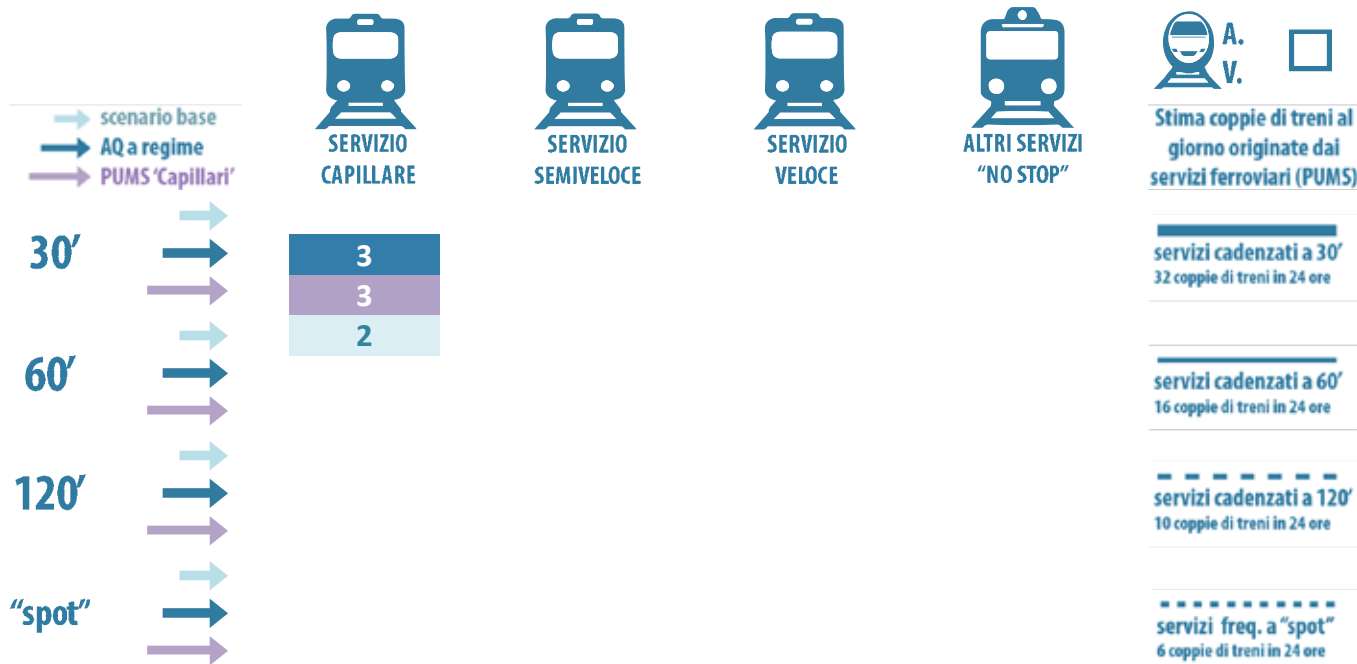 A.
V.
scenario base
AQ a regime
PUMS 'Capillari'
SERVIZIO
CAPILLARE
SERVIZIO
SEMIVELOCE
SERVIZIO
VELOCE
ALTRI SERVIZI
“NO STOP”
Stima coppie di treni al
giorno originate dai
servizi ferroviari (PUMS)
30’
3
3
2
servizi cadenzati a 30’
32 coppie di treni in 24 ore
60’
servizi cadenzati a 60’
16 coppie di treni in 24 ore
120’
servizi cadenzati a 120’
10 coppie di treni in 24 ore
“spot”
servizi freq. a “spot”
6 coppie di treni in 24 ore